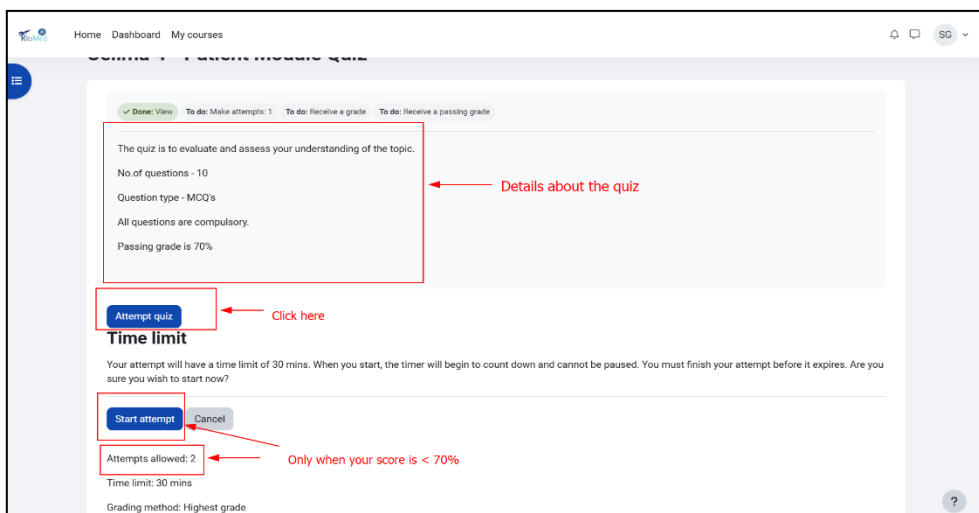 RioMed
Home Dashboard My courses
SG
Cellma 4 - Patient Module Quiz
Done: View To do: Make attempts: 1 To do: Receive a grade To do: Receive a passing grade
The quiz is to evaluate and assess your understanding of the topic.
No.of questions - 10
Details about the quiz
Question type - MCQ's
All questions are compulsory.
Passing grade is 70%
Attempt quiz
Click here
Time limit
Your attempt will have a time limit of 30 mins. When you start, the timer will begin to count down and cannot be paused. You must finish your attempt before it expires. Are you
sure you wish to start now?
Start attempt Cancel
Attempts allowed: 2
Only when your score is < 70%
Time limit: 30 mins
Grading method: Highest grade
?